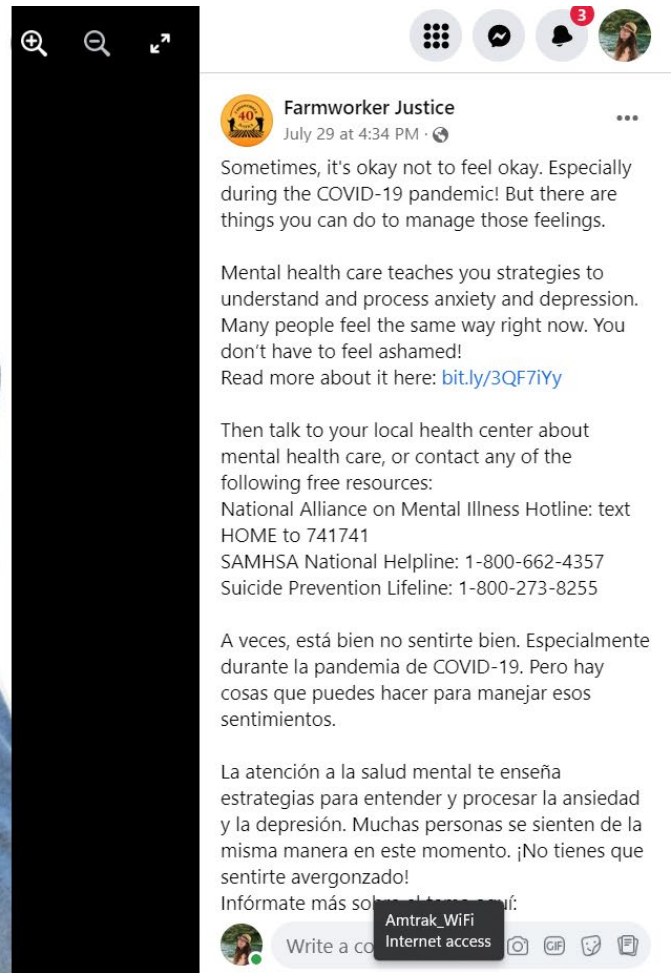 3
40
Farmworker Justice
July 29 at 4:34 PM ·
Sometimes, it's okay not to feel okay. Especially
during the COVID-19 pandemic! But there are
things you can do to manage those feelings.
Mental health care teaches you strategies to
understand and process anxiety and depression.
Many people feel the same way right now. You
don't have to feel ashamed!
Read more about it here: bit.ly/3QF7iYy
Then talk to your local health center about
mental health care, or contact any of the
following free resources:
National Alliance on Mental Illness Hotline: text
HOME to 741741
SAMHSA National Helpline: 1-800-662-4357
Suicide Prevention Lifeline: 1-800-273-8255
A veces, está bien no sentirte bien. Especialmente
durante la pandemia de COVID-19. Pero hay
cosas que puedes hacer para manejar esos
sentimientos.
La atención a la salud mental te enseña
estrategias para entender y procesar la ansiedad
y la depresión. Muchas personas se sienten de la
misma manera en este momento. ¡No tienes que
sentirte avergonzado!
Infórmate más
Amtrak_WiFi
Internet access
Write a
GIF